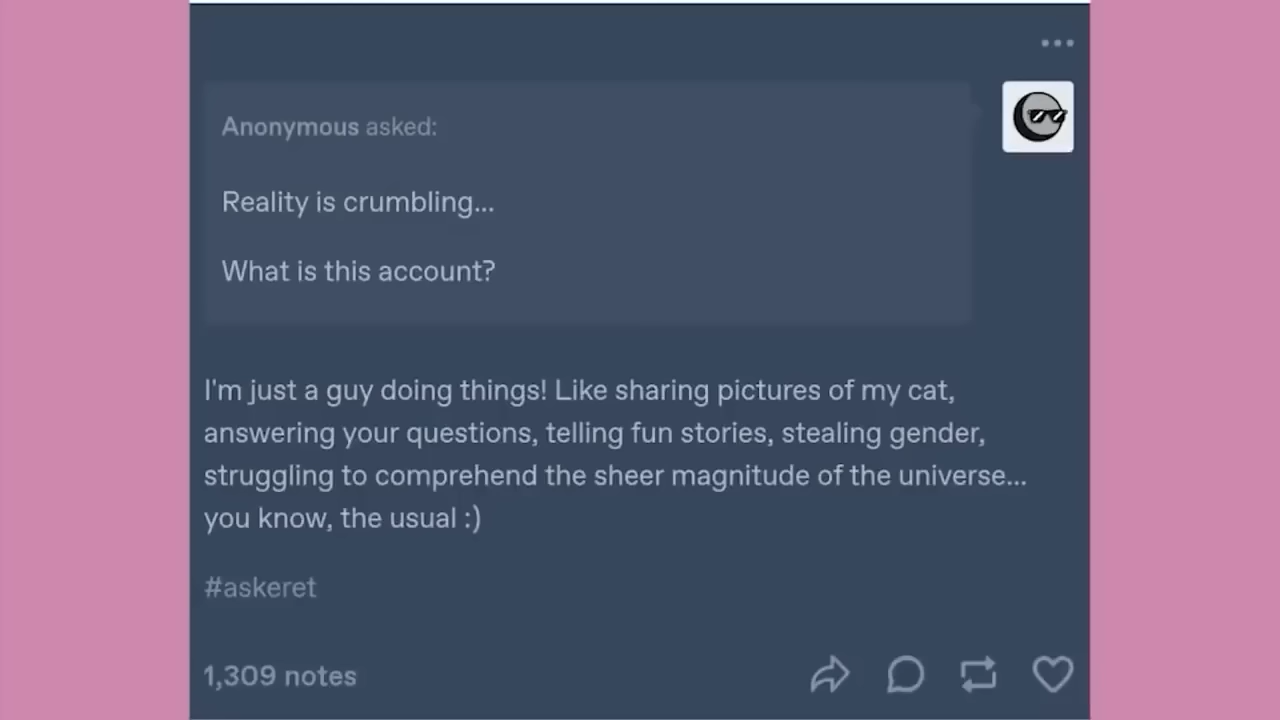 Anonymous asked:
Reality is crumbling...
What is this account?
I'm just a guy doing things! Like sharing pictures of my cat,
answering your questions, telling fun stories, stealing gender,
struggling to comprehend the sheer magnitude of the universe...
you know, the usual :)
#askeret
1,309 notes